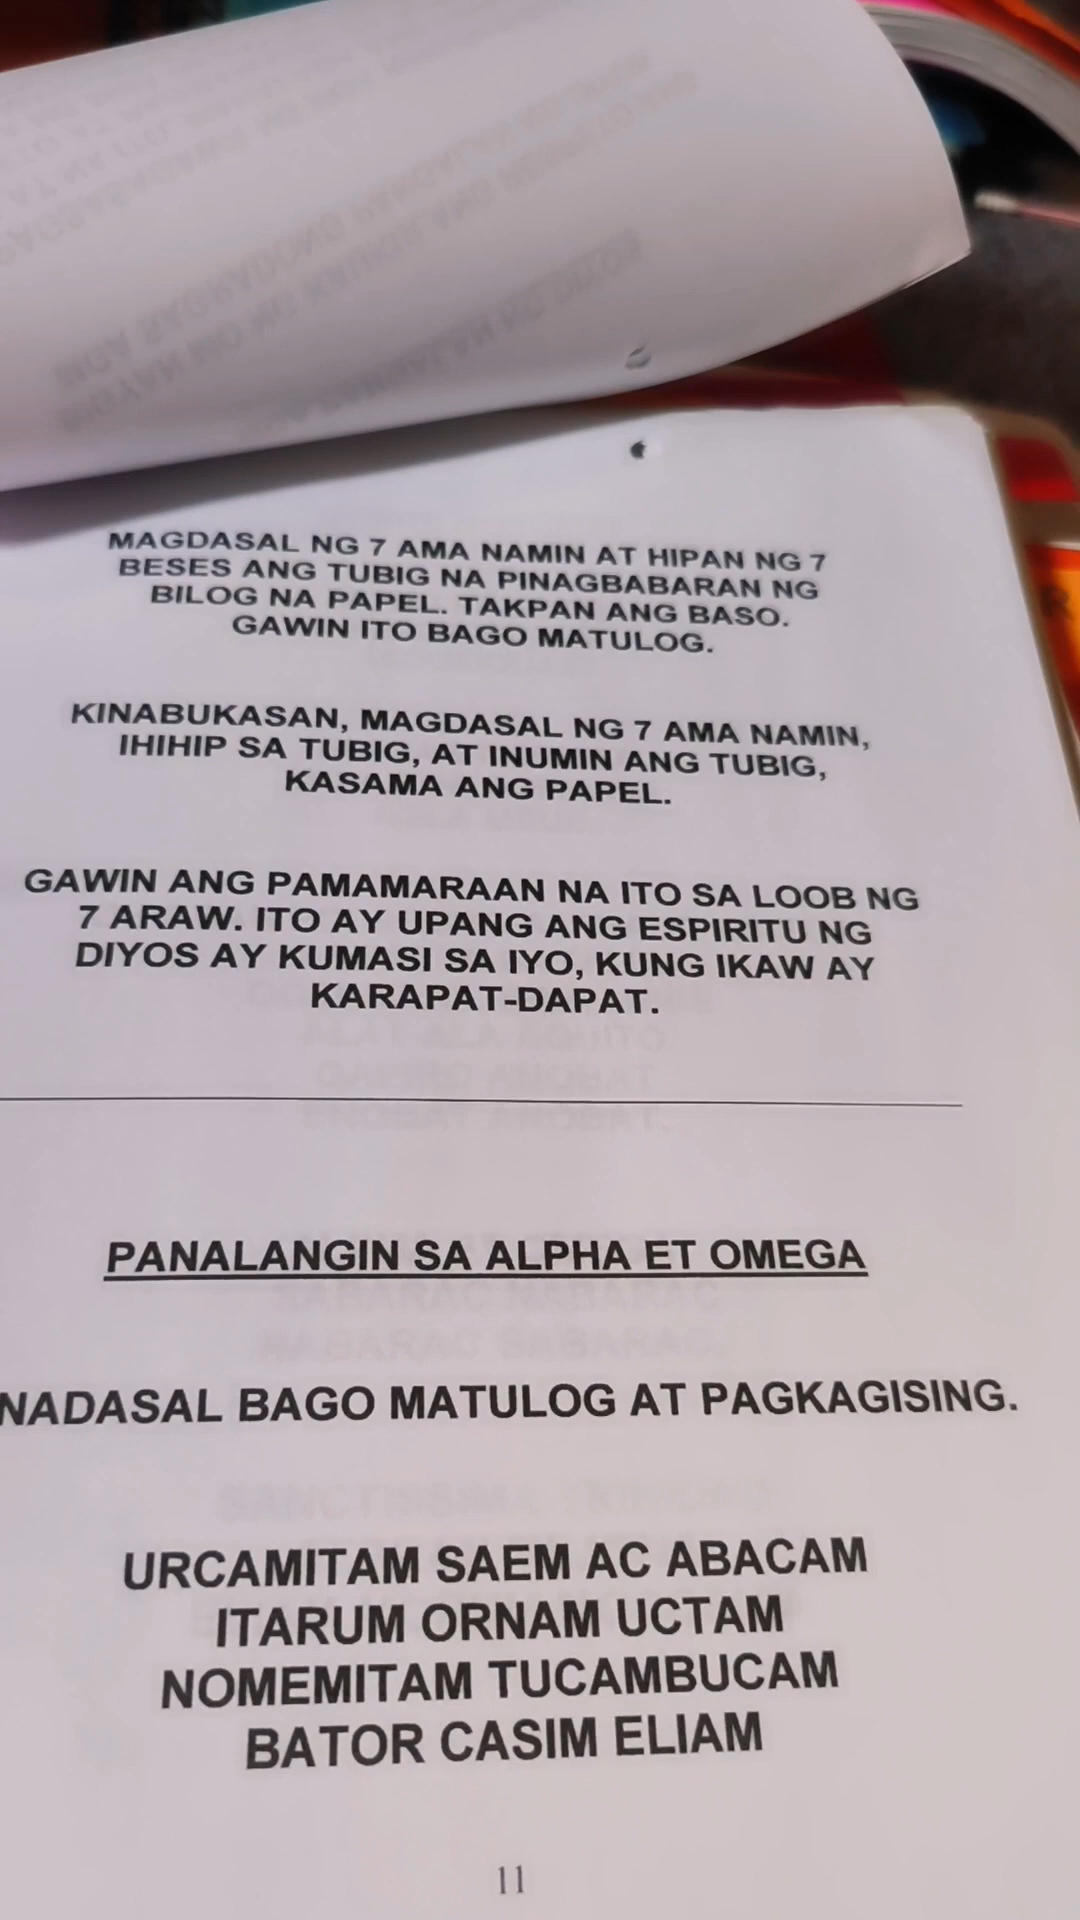 MAGDASAL NG 7 AMA NAMIN AT HIPAN NG 7
BESES ANG TUBIG NA PINAGBABARAN NG
BILOG NA PAPEL. TAKPAN ANG BASO.
GAWIN ITO BAGO MATULOG.
KINABUKASAN, MAGDASAL NG 7 AMA NAMIN,
IHIHIP SA TUBIG, AT INUMIN ANG TUBIG,
KASAMA ANG PAPEL.
GAWIN ANG PAMAMARAAN NA ITO SA LOOB NG
7 ARAW. ITO AY UPANG ANG ESPIRITU NG
DIYOS AY KUMASI SA IYO, KUNG IKAW AY
KARAPAT-DAPAT.
PANALANGIN SA ALPHA ET OMEGA
NADASAL BAGO MATULOG AT PAGKAGISING.
URCAMITAM SAEM AC ABACAM
ITARUM ORNAM UCTAM
NOMEMITAM TUCAMBUCAM
BATOR CASIM ELIAM
11